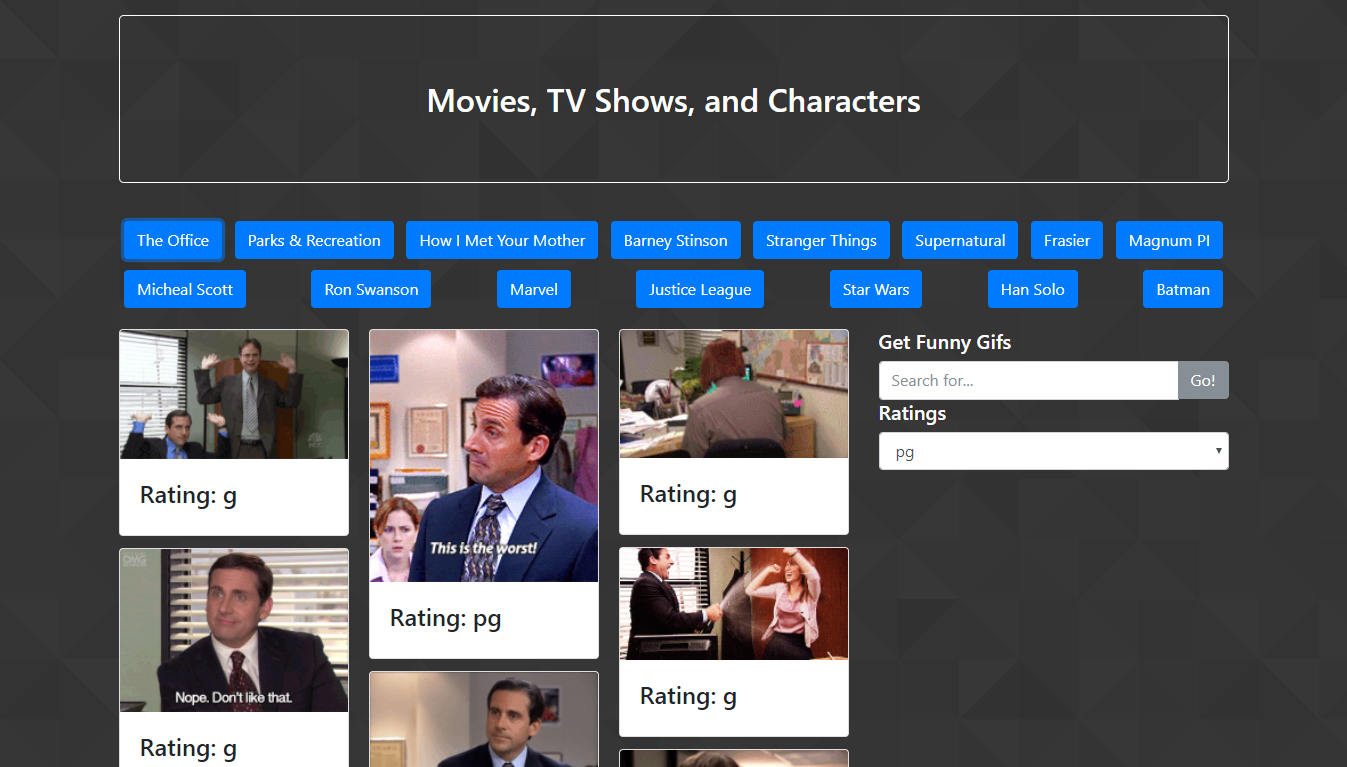 Movies, TV Shows, and Characters
The Office Parks & Recreation How I Met Your Mother Barney Stinson Stranger Things Supernatural Frasier Magnum PI
Micheal Scott Ron Swanson Marvel Justice League Star Wars Han Solo Batman
Get Funny Gifs
Search for... Go!
Ratings
pg
NBC
Rating: g
This is the worst!
Rating: pg
Rating: g
OMG
Nope. Don't like that.
Rating: g
Rating: g